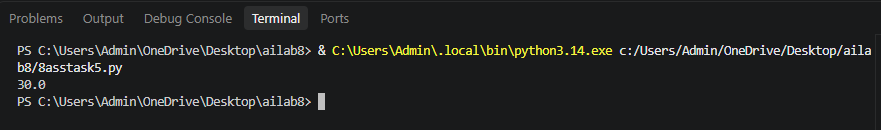 Problems Output Debug Console Terminal Ports
PS C:\Users\Admin\OneDrive\Desktop\ailab8> & C:\Users\Admin\.local\bin\python3.14.exe c:/Users/Admin/OneDrive/Desktop/aila
b8/8asstask5.py
30.0
PS C:\Users\Admin\OneDrive\Desktop\ailab8>